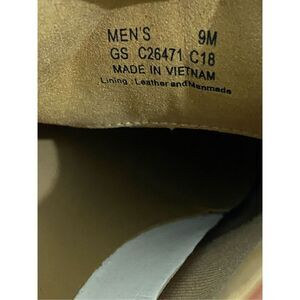 MEN'S 9M
GS C26471 C18
MADE IN VIETNAM
Lining : Leather and Manmade